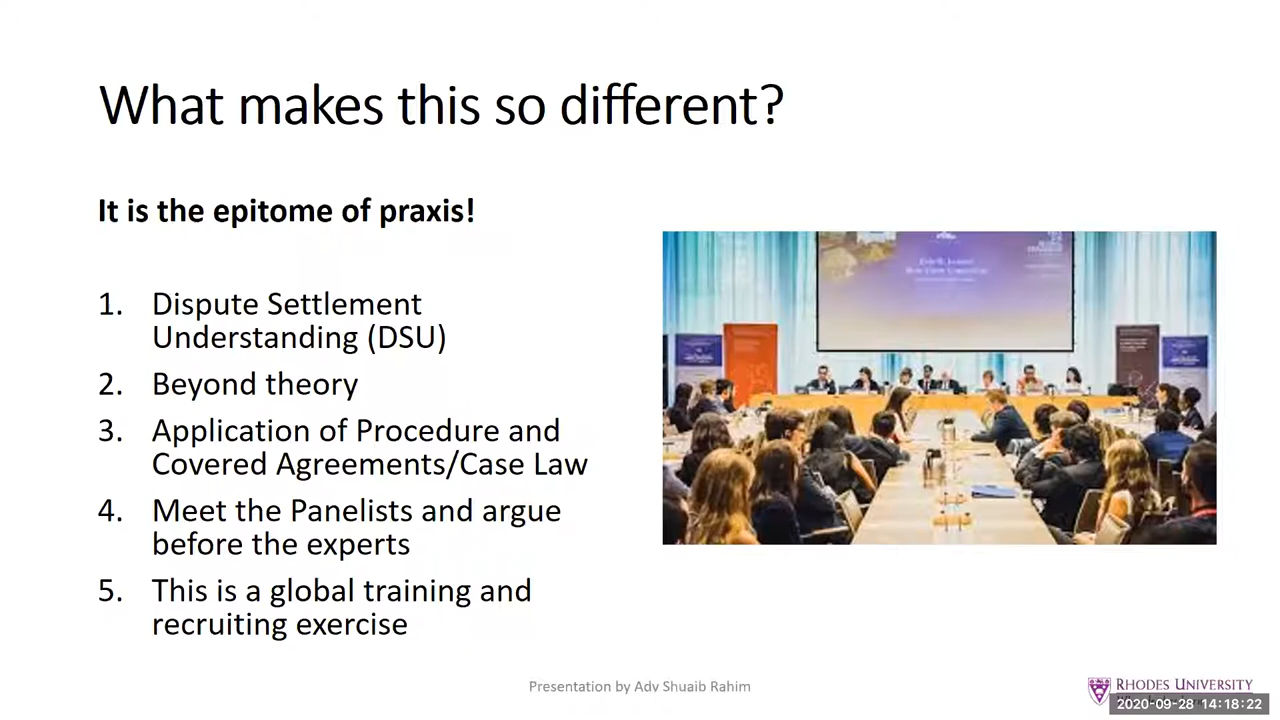 What makes this so different?
It is the epitome of praxis!
1. Dispute Settlement
Understanding (DSU)
2. Beyond theory
3. Application of Procedure and
Covered Agreements/Case Law
4. Meet the Panelists and argue
before the experts
5. This is a global training and
recruiting exercise
Presentation by Adv Shuaib Rahim
RHODES UNIVERSITY
2020-09-28 14:18:22